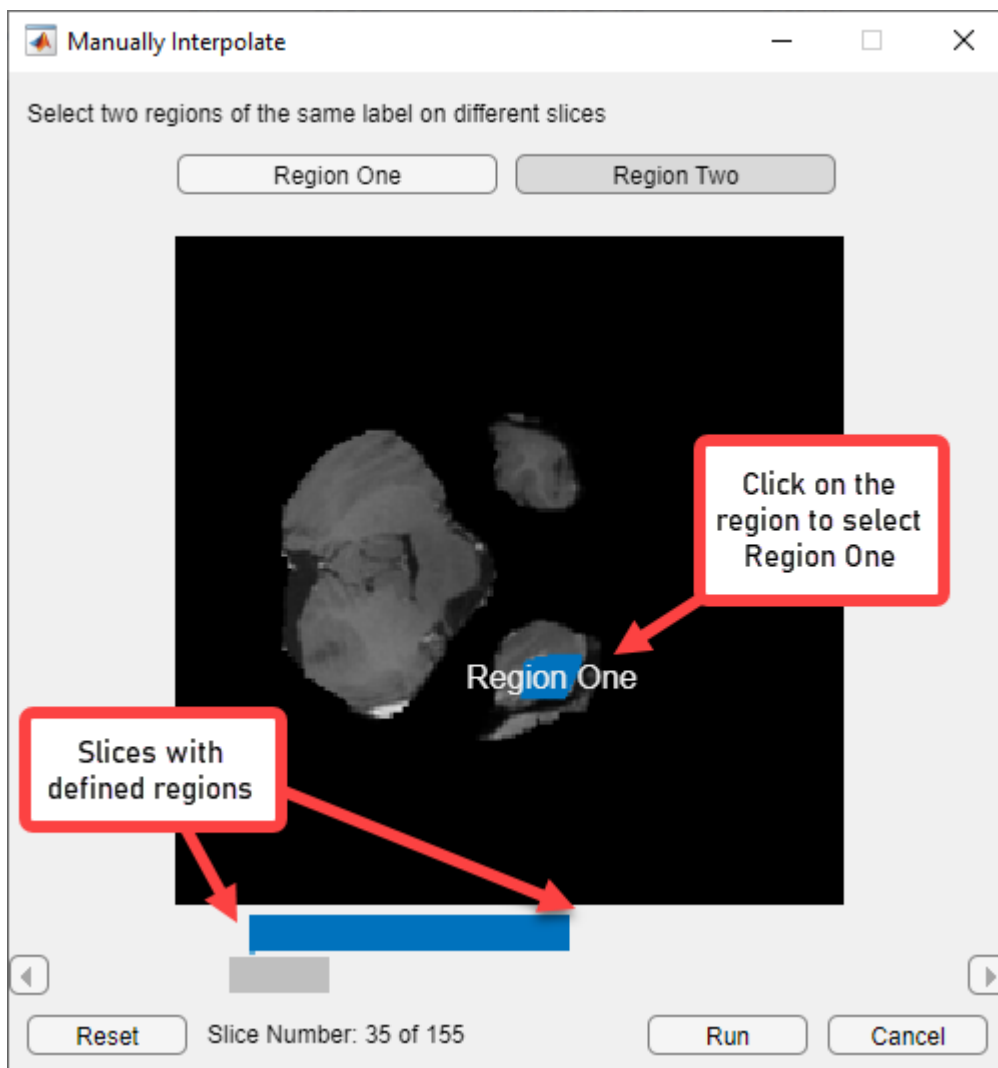 Manually Interpolate
Select two regions of the same label on different slices
Region One
Region Two
Click on the
region to select
Region One
Region One
Slices with
defined regions
Reset
Slice Number: 35 of 155
Run
Cancel